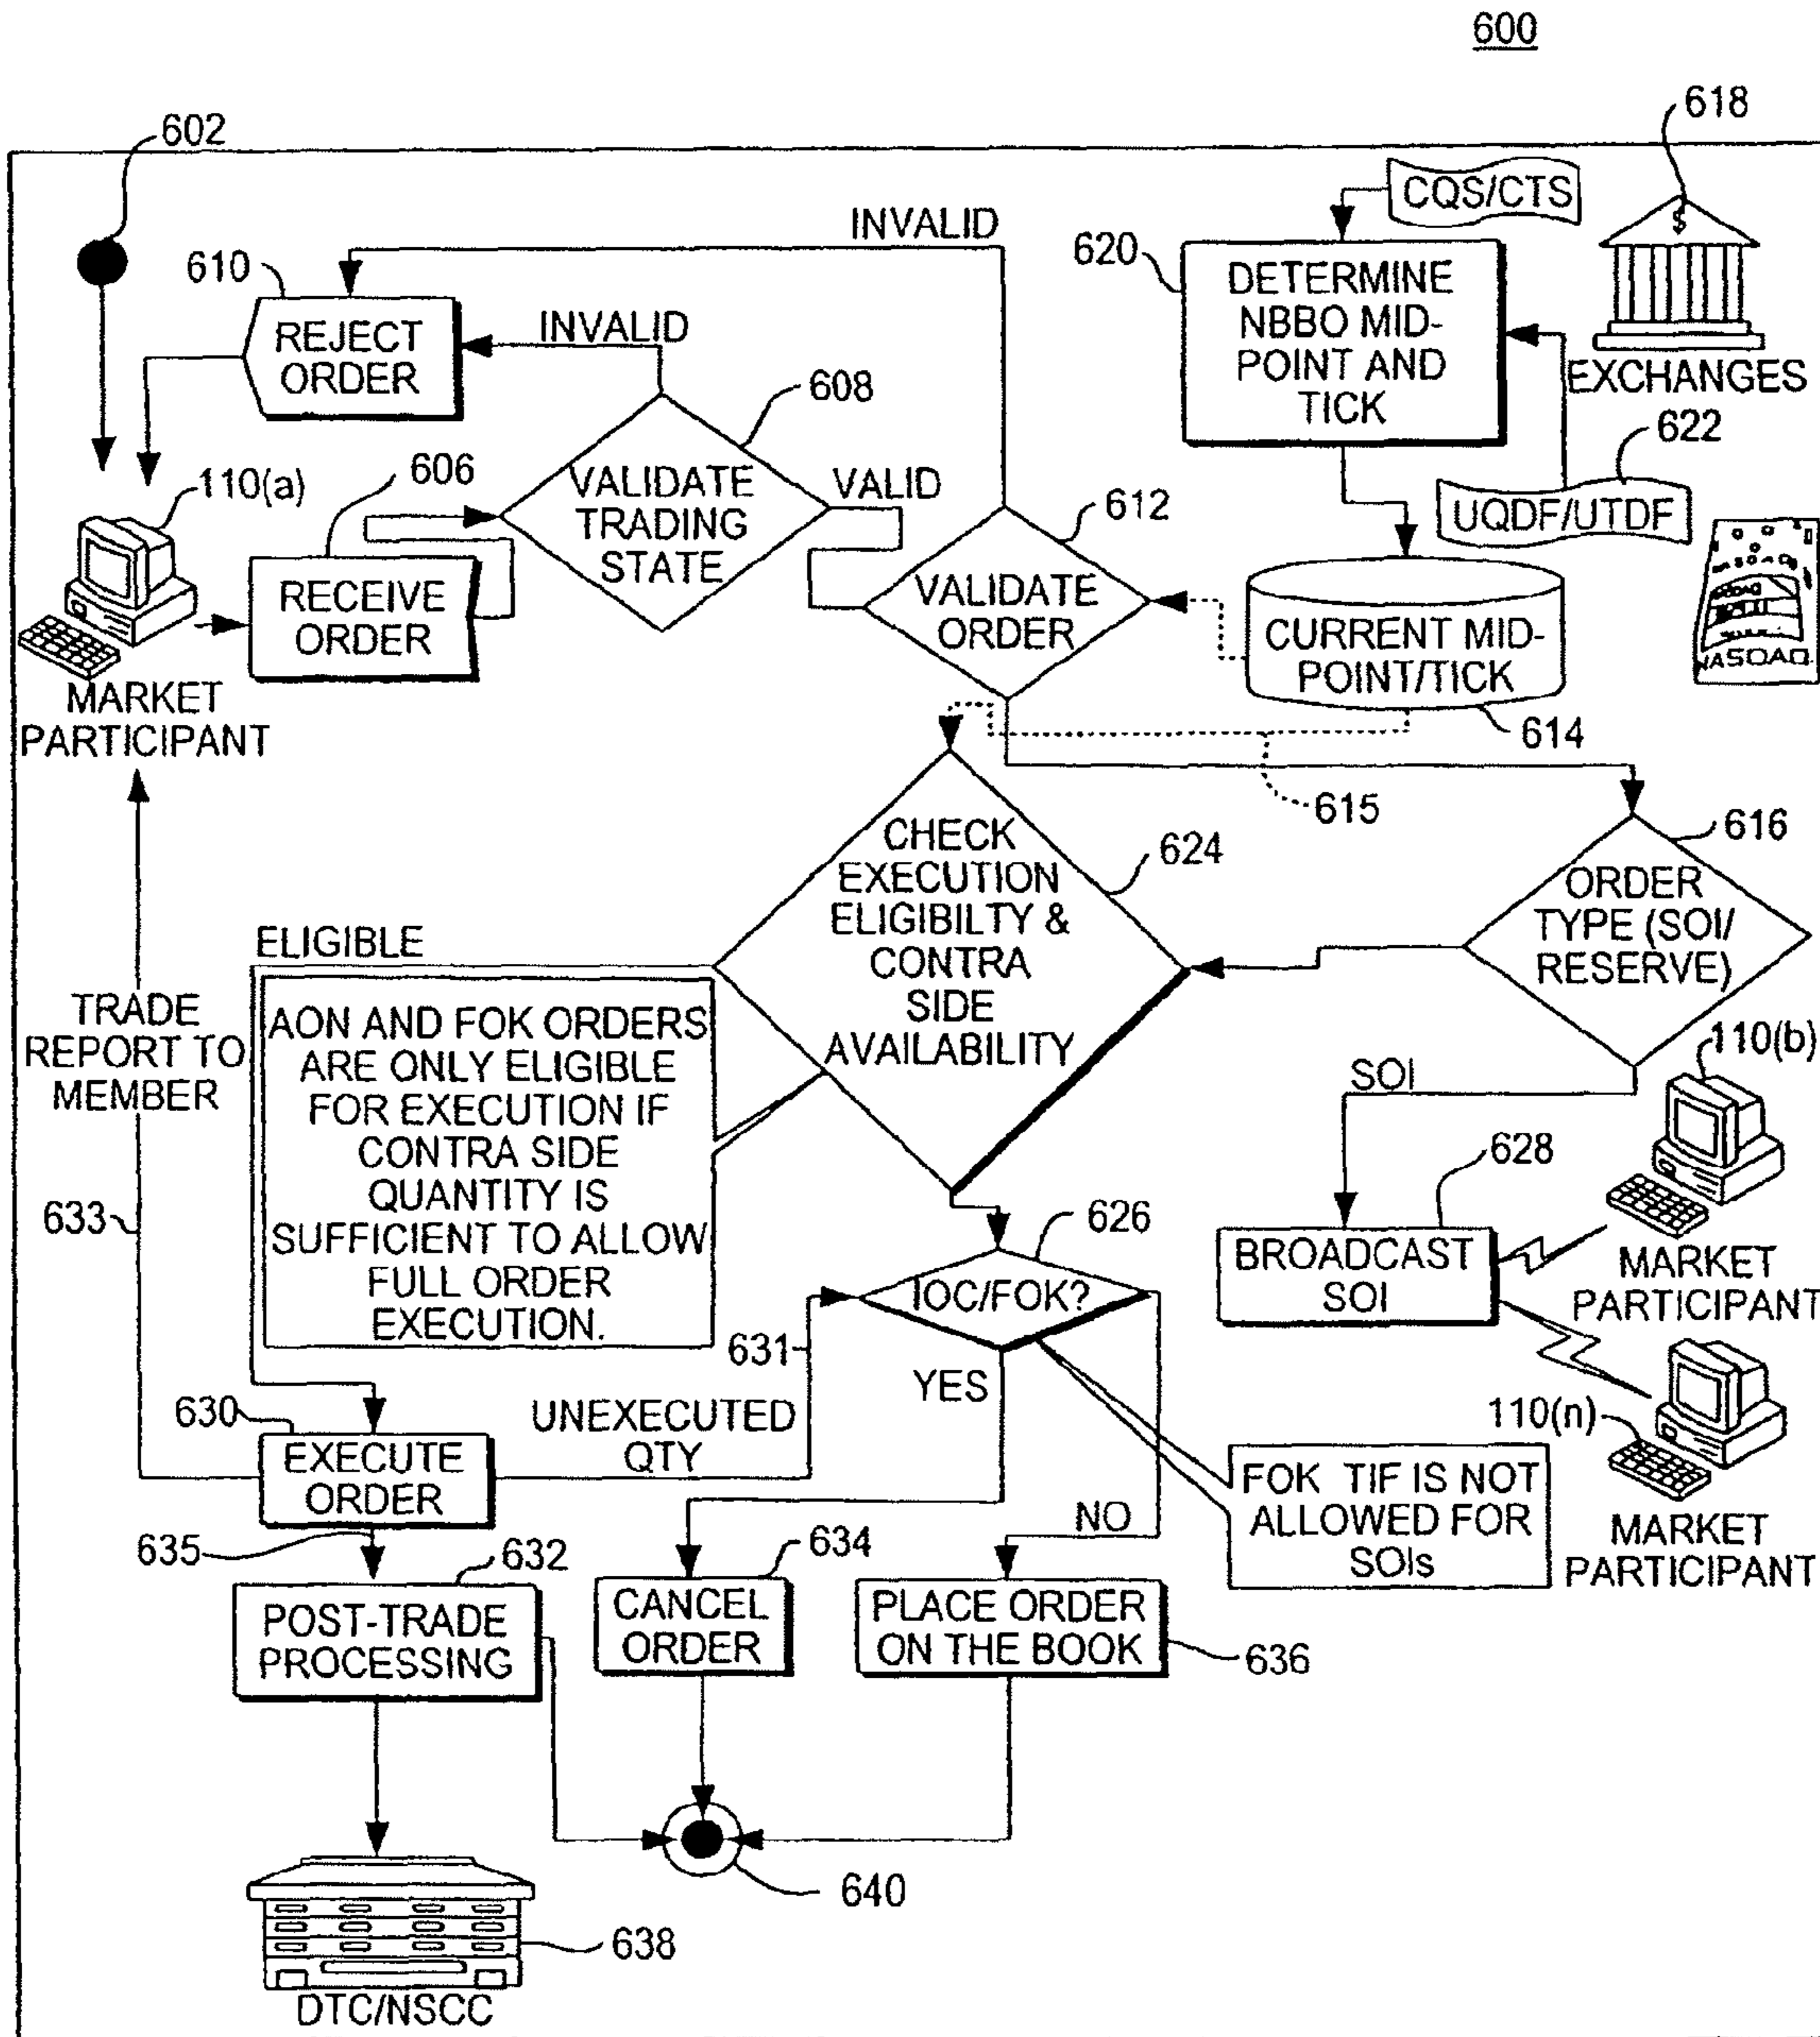 600
602
618
CQS/CTS
INVALID
610
620
DETERMINE
NBBO MID-
POINT AND
TICK
REJECT
ORDER
INVALID
EXCHANGES
608
622
110(a)
606
VALIDATE
TRADING
STATE
VALID
612
UQDF/UTDF
RECEIVE
ORDER
VALIDATE
ORDER
CURRENT MID-
POINT/TICK
NASDAQ
MARKET
PARTICIPANT
614
615
616
CHECK
EXECUTION
ELIGIBILTY &
CONTRA
SIDE
AVAILABILITY
624
ORDER
TYPE (SOI/
RESERVE)
ELIGIBLE
TRADE
REPORT TO
MEMBER
AON AND FOK ORDERS
ARE ONLY ELIGIBLE
FOR EXECUTION IF
CONTRA SIDE
QUANTITY IS
SUFFICIENT TO ALLOW
FULL ORDER
EXECUTION.
SOI
110(b)
628
633
626
BROADCAST
SOI
MARKET
PARTICIPANT
IOC/FOK?
631
YES
630
UNEXECUTED
QTY
110(n)
EXECUTE
ORDER
FOK TIF IS NOT
ALLOWED FOR
SOIs
MARKET
PARTICIPANT
NO
635
632
634
POST-TRADE
PROCESSING
CANCEL
ORDER
PLACE ORDER
ON THE BOOK
636
640
638
DTC/NSCC